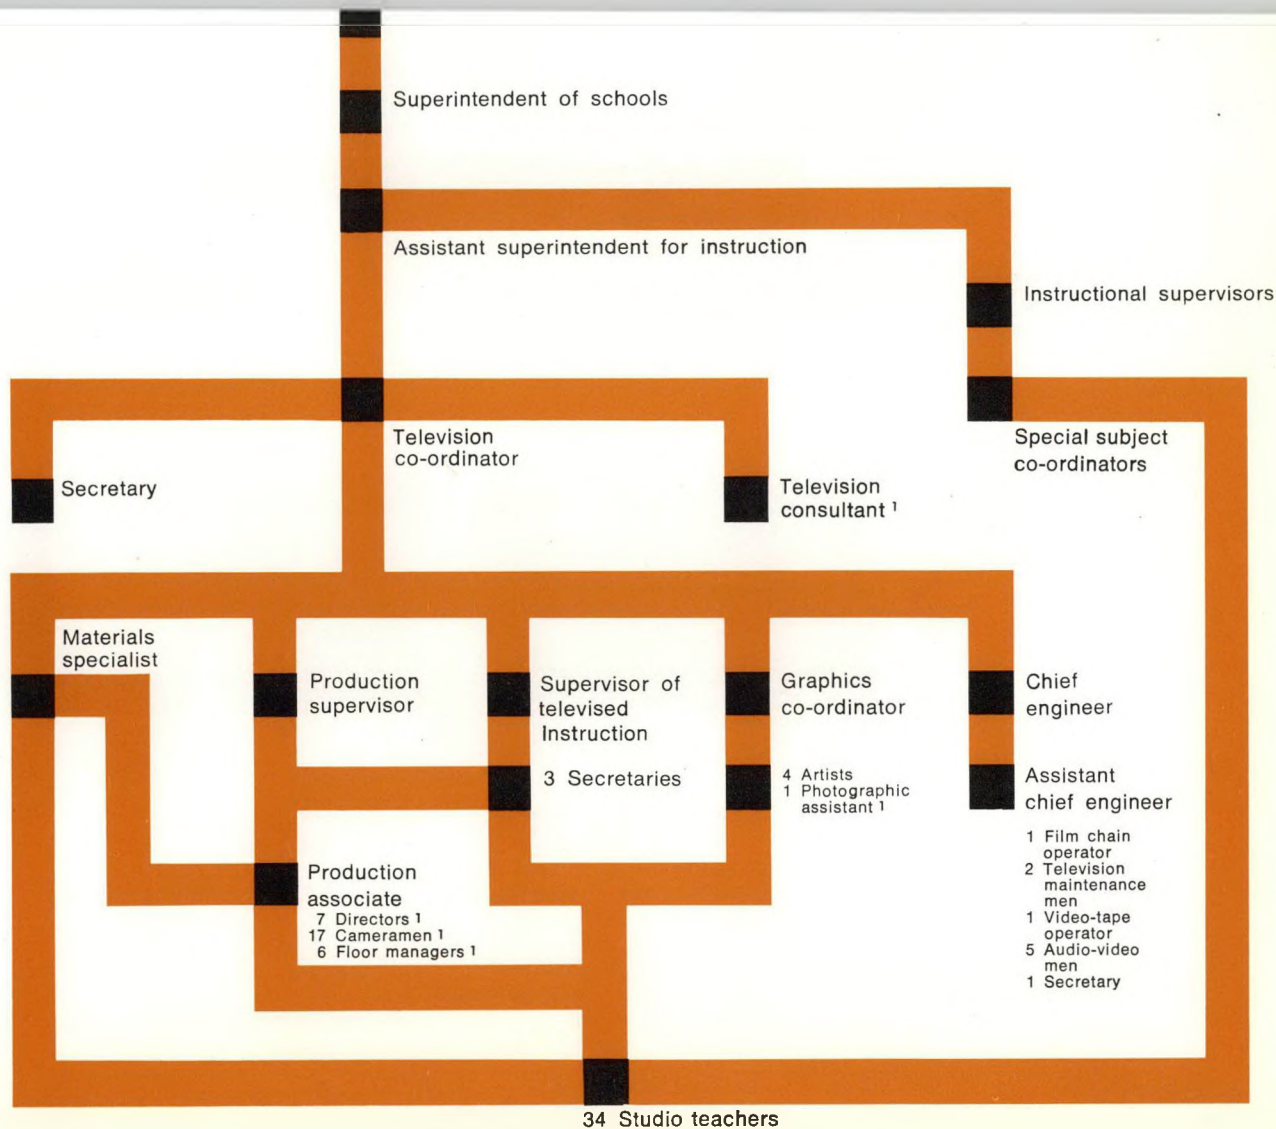 Superintendent of schools
Assistant superintendent for instruction
Instructional supervisors
Television
co-ordinator
Special subject
co-ordinators
Secretary
Television
consultant ¹
Materials
specialist
Production
supervisor
Supervisor of
televised
Instruction
Graphics
co-ordinator
Chief
engineer
3 Secretaries
4 Artists
1 Photographic
assistant ¹
Assistant
chief engineer
1 Film chain
operator
2 Television
maintenance
men
1 Video-tape
operator
5 Audio-video
men
1 Secretary
Production
associate
7 Directors ¹
17 Cameramen ¹
6 Floor managers ¹
34 Studio teachers